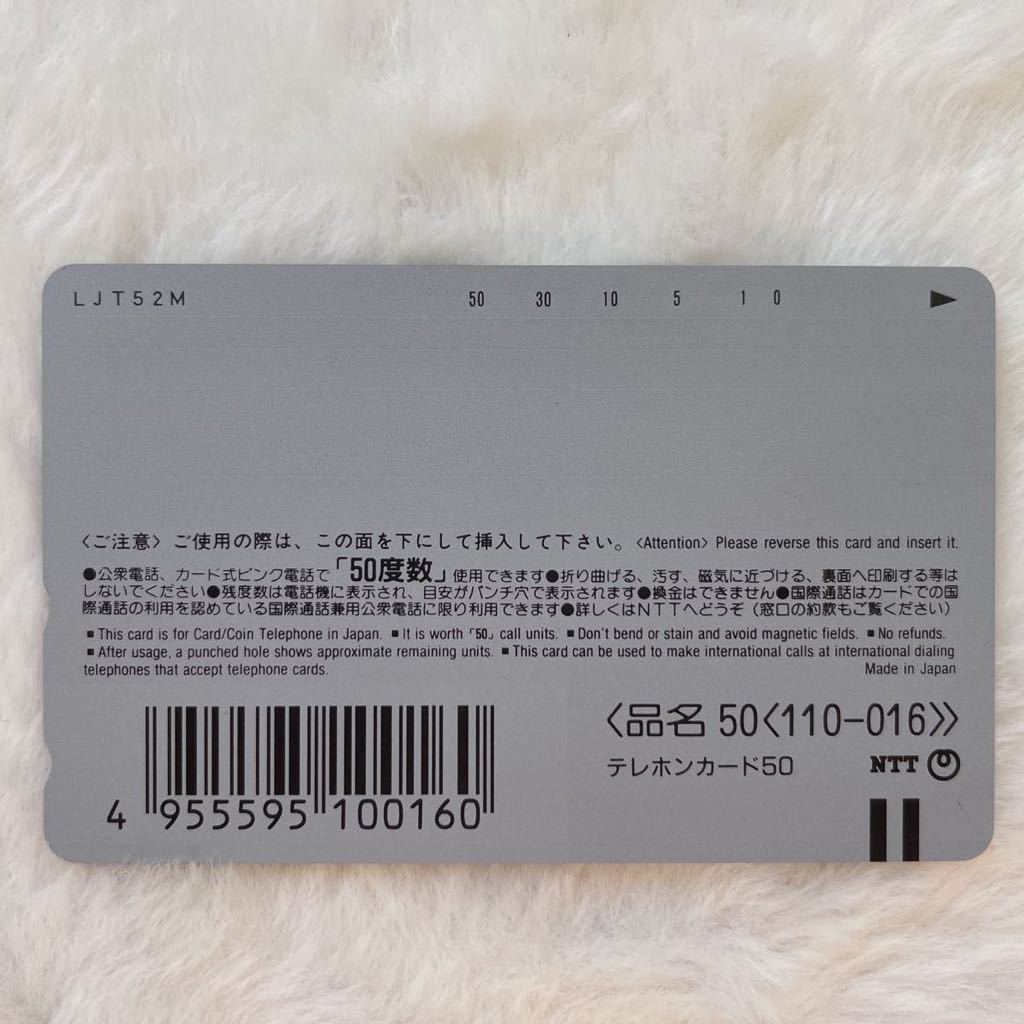 LJT52M 50 30 10 5 1 0 ▶
〈ご注意〉ご使用の際は、この面を下にして挿入して下さい。〈Attention〉Please reverse this card and insert it.
●公衆電話、カード式ピンク電話で「50度数」使用できます●折り曲げる、汚す、磁気に近づける、裏面へ印刷する等は
しないでください●残度数は電話機に表示され、目安がパンチ穴で表示されます●換金はできません●国際通話はカードでの国
際通話の利用を認めている国際通話兼用公衆電話に限り利用できます●詳しくはNTTへどうぞ（窓口の約款もご覧ください）
■This card is for Card/Coin Telephone in Japan. ■It is worth「50」call units. ■Don't bend or stain and avoid magnetic fields. ■No refunds.
■After usage, a punched hole shows approximate remaining units. ■This card can be used to make international calls at international dialing
telephones that accept telephone cards. Made in Japan
〈品名 50〈110-016〉〉
テレホンカード50 NTT
4 955595 100160